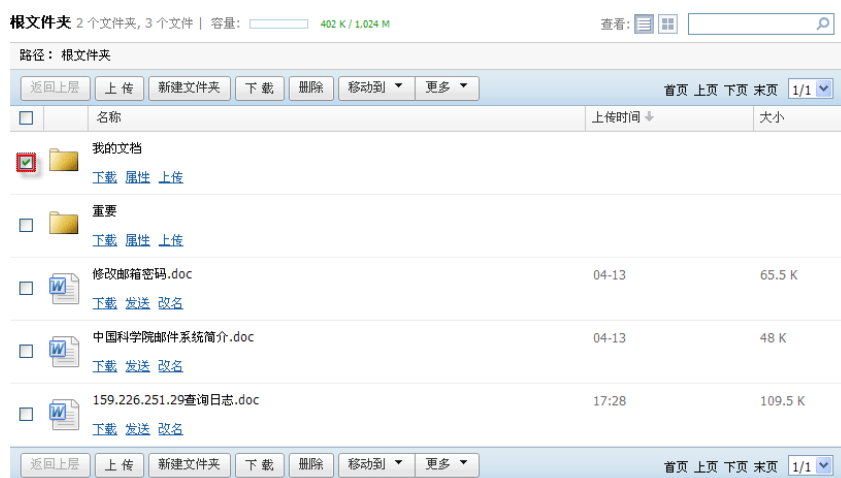 根文件夹 2 个文件夹, 3 个文件 | 容量: 402 K / 1,024 M 查看:
路径： 根文件夹
返回上层 上 传 新建文件夹 下 载 删除 移动到 更多 首页 上页 下页 末页 1/1
名称 上传时间 大小
我的文档
下载 属性 上传
重要
下载 属性 上传
修改邮箱密码.doc 04-13 65.5 K
下载 发送 改名
中国科学院邮件系统简介.doc 04-13 48 K
下载 发送 改名
159.226.251.29查询日志.doc 17:28 109.5 K
下载 发送 改名
返回上层 上 传 新建文件夹 下 载 删除 移动到 更多 首页 上页 下页 末页 1/1